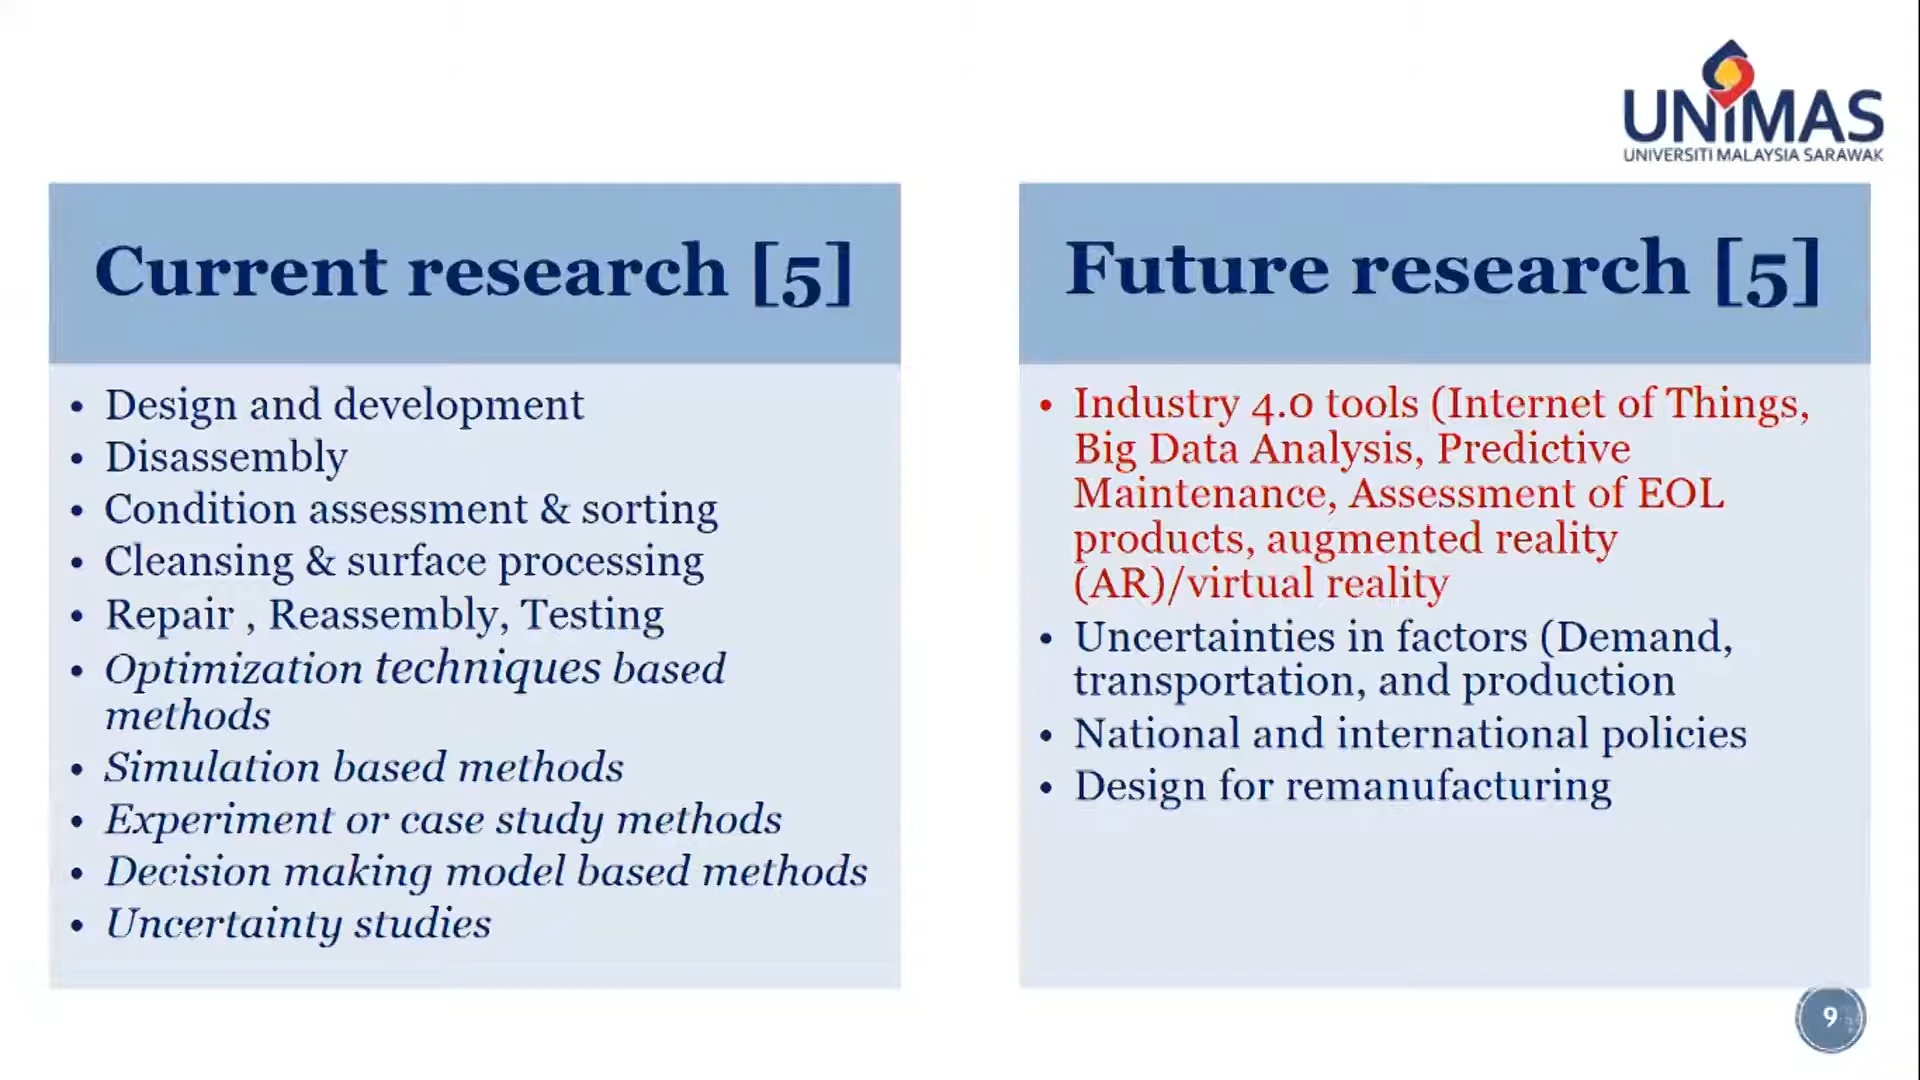 UNIMAS
UNIVERSITI MALAYSIA SARAWAK
Current research [5]
• Design and development
• Disassembly
• Condition assessment & sorting
• Cleansing & surface processing
• Repair , Reassembly, Testing
• Optimization techniques based
methods
• Simulation based methods
• Experiment or case study methods
• Decision making model based methods
• Uncertainty studies
Future research [5]
• Industry 4.0 tools (Internet of Things,
Big Data Analysis, Predictive
Maintenance, Assessment of EOL
products, augmented reality
(AR)/virtual reality
• Uncertainties in factors (Demand,
transportation, and production
• National and international policies
• Design for remanufacturing
9